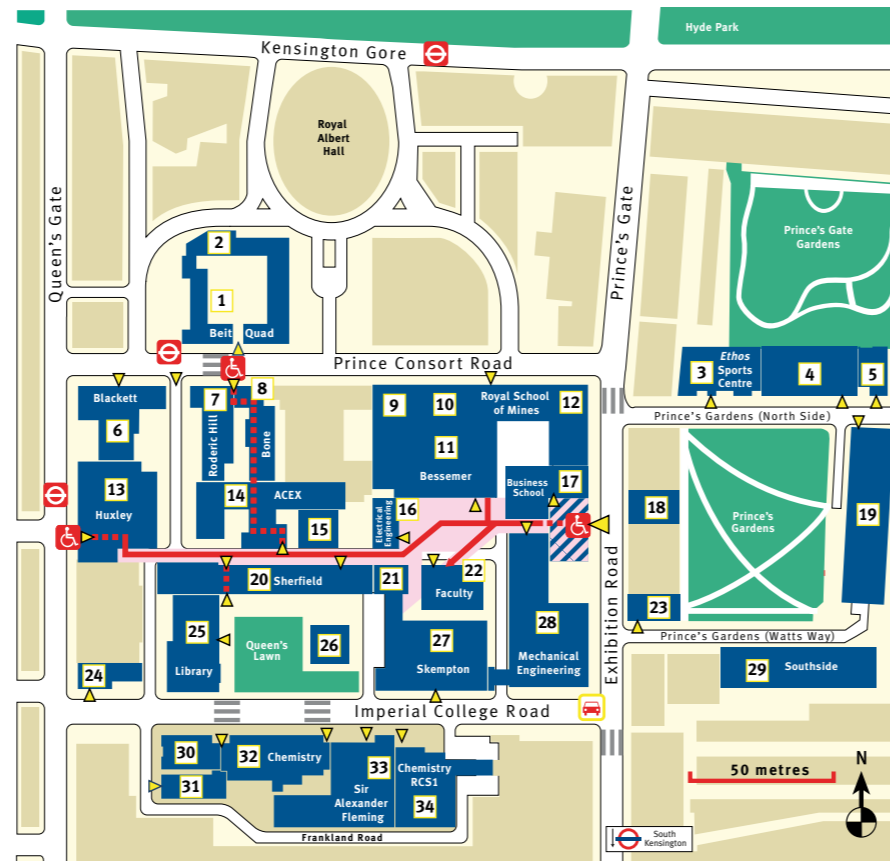 Hyde Park
Kensington Gore
Royal
Albert
Hall
Queen's Gate
Prince's Gate
Prince's Gate
Gardens
2
1
Beit Quad
Prince Consort Road
3
Ethos
Sports
Centre
4
5
Prince's Gardens (North Side)
Blackett
6
7
8
Roderic Hill
Bone
9
10
Royal School
of Mines
12
11
Bessemer
13
Huxley
14
ACEX
15
Electrical
Engineering
16
Business
School
17
18
Prince's
Gardens
19
20
Sherfield
21
22
Faculty
23
Exhibition Road
Prince's Gardens (Watts Way)
24
25
Library
Queen's
Lawn
26
27
Skempton
28
Mechanical
Engineering
29
Southside
Imperial College Road
30
31
32
Chemistry
33
Sir
Alexander
Fleming
Chemistry
RCS1
34
Frankland Road
50 metres
N
South
Kensington